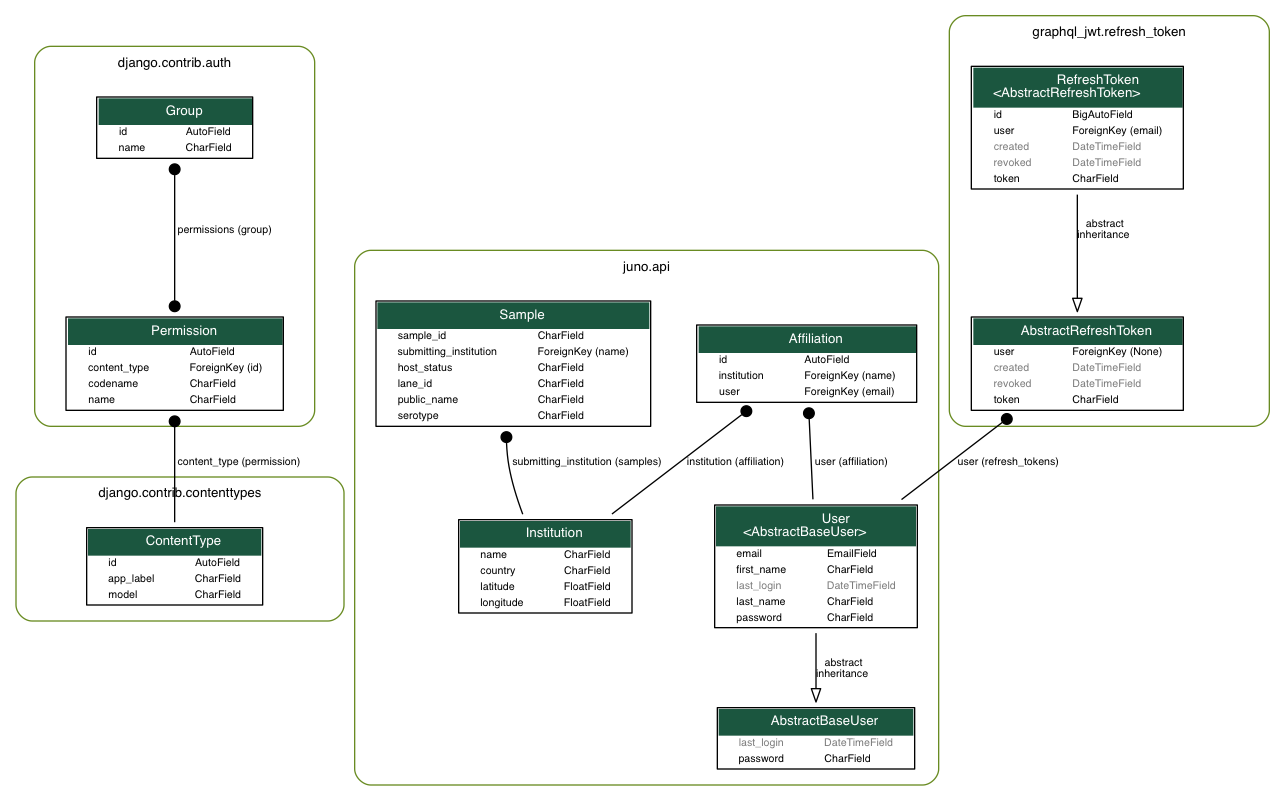 django.contrib.auth
Group
id AutoField
name CharField
permissions (group)
Permission
id AutoField
content_type ForeignKey (id)
codename CharField
name CharField
content_type (permission)
django.contrib.contenttypes
ContentType
id AutoField
app_label CharField
model CharField
juno.api
Sample
sample_id CharField
submitting_institution ForeignKey (name)
host_status CharField
lane_id CharField
public_name CharField
serotype CharField
Affiliation
id AutoField
institution ForeignKey (name)
user ForeignKey (email)
submitting_institution (samples)
institution (affiliation)
user (affiliation)
Institution
name CharField
country CharField
latitude FloatField
longitude FloatField
User
<AbstractBaseUser>
email EmailField
first_name CharField
last_login DateTimeField
last_name CharField
password CharField
abstract
inheritance
AbstractBaseUser
last_login DateTimeField
password CharField
graphql_jwt.refresh_token
RefreshToken
<AbstractRefreshToken>
id BigAutoField
user ForeignKey (email)
created DateTimeField
revoked DateTimeField
token CharField
abstract
inheritance
AbstractRefreshToken
user ForeignKey (None)
created DateTimeField
revoked DateTimeField
token CharField
user (refresh_tokens)